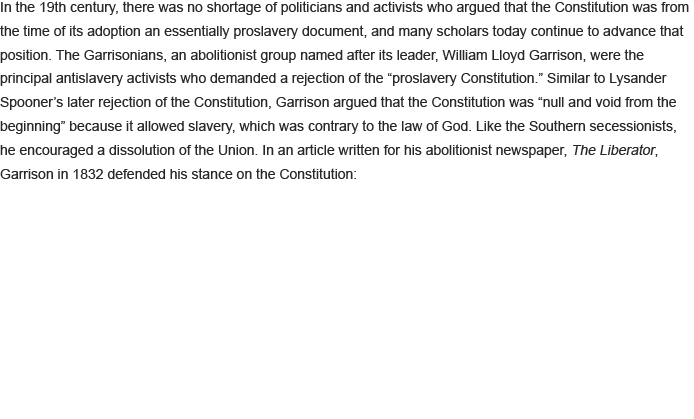 In the 19th century, there was no shortage of politicians and activists who argued that the Constitution was from
the time of its adoption an essentially proslavery document, and many scholars today continue to advance that
position. The Garrisonians, an abolitionist group named after its leader, William Lloyd Garrison, were the
principal antislavery activists who demanded a rejection of the “proslavery Constitution.” Similar to Lysander
Spooner’s later rejection of the Constitution, Garrison argued that the Constitution was “null and void from the
beginning” because it allowed slavery, which was contrary to the law of God. Like the Southern secessionists,
he encouraged a dissolution of the Union. In an article written for his abolitionist newspaper, The Liberator,
Garrison in 1832 defended his stance on the Constitution: